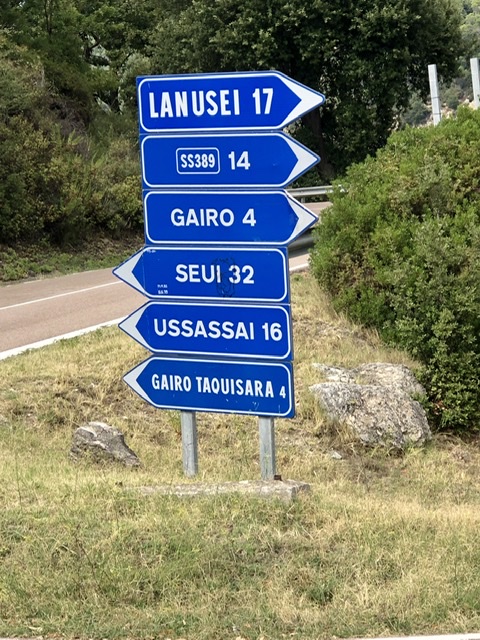 LANUSEI 17
SS389 14
GAIRO 4
SEUI 32
USSASSAI 16
GAIRO TAQUISARA 4